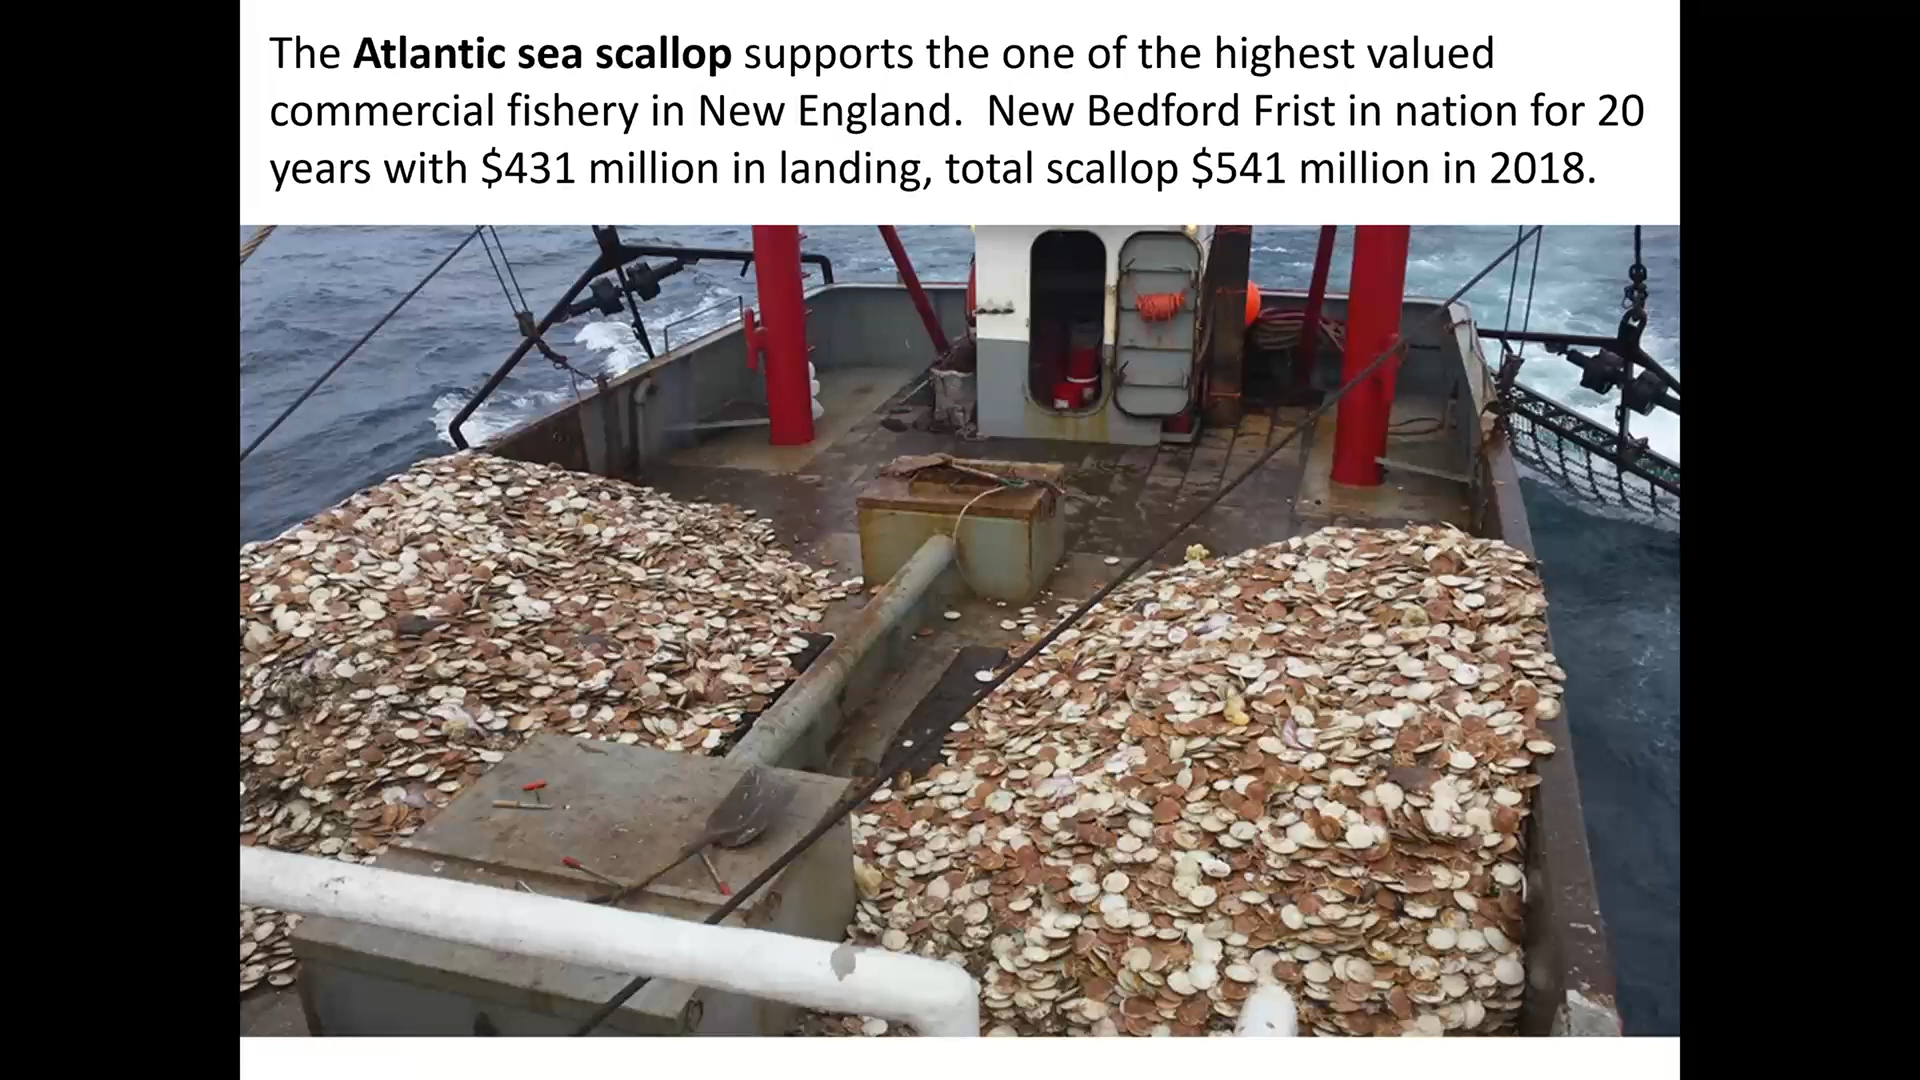 The Atlantic sea scallop supports the one of the highest valued
commercial fishery in New England.  New Bedford Frist in nation for 20
years with $431 million in landing, total scallop $541 million in 2018.